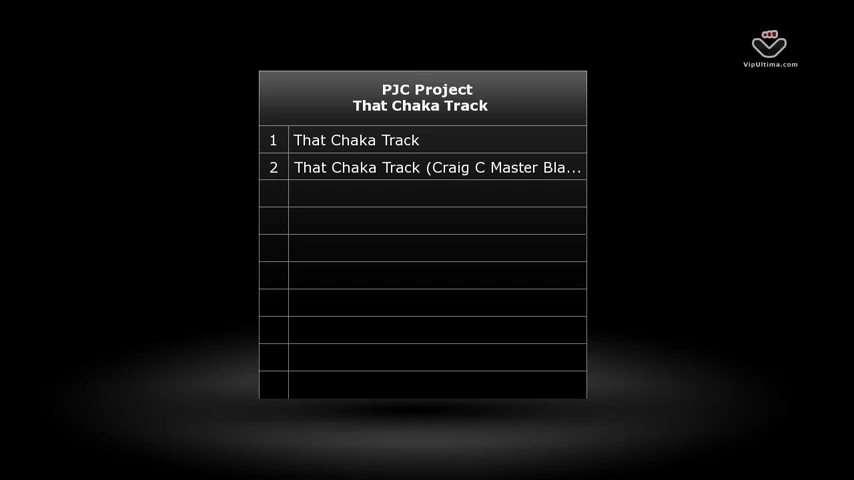 VipUltima.com
PJC Project
That Chaka Track
1 That Chaka Track
2 That Chaka Track (Craig C Master Bla...